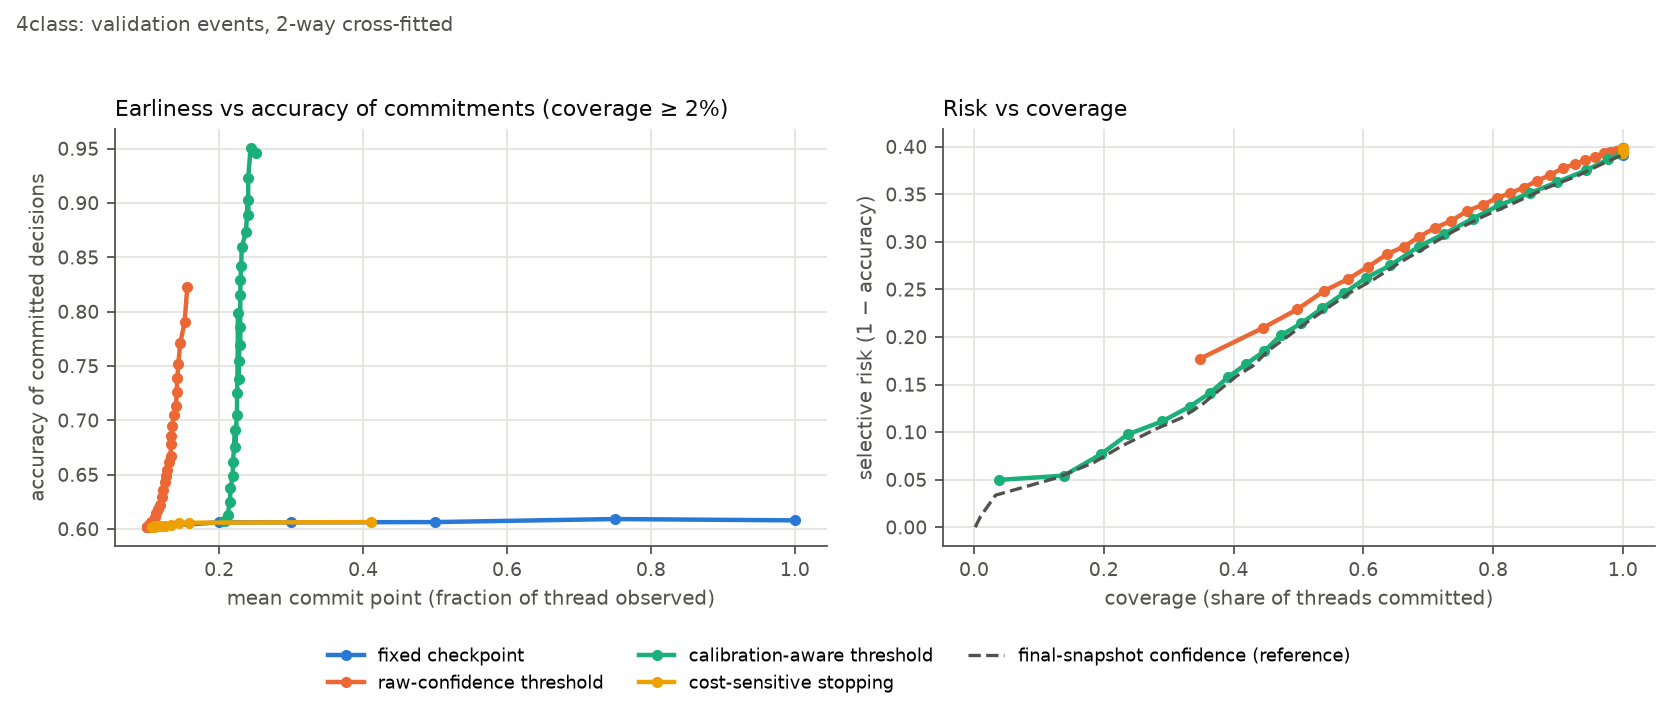 4class: validation events, 2-way cross-fitted
Earliness vs accuracy of commitments (coverage ≥ 2%)
accuracy of committed decisions
0.95
0.90
0.85
0.80
0.75
0.70
0.65
0.60
0.2
0.4
0.6
0.8
1.0
mean commit point (fraction of thread observed)
Risk vs coverage
selective risk (1 − accuracy)
0.40
0.35
0.30
0.25
0.20
0.15
0.10
0.05
0.00
0.0
0.2
0.4
0.6
0.8
1.0
coverage (share of threads committed)
fixed checkpoint
raw-confidence threshold
calibration-aware threshold
cost-sensitive stopping
final-snapshot confidence (reference)